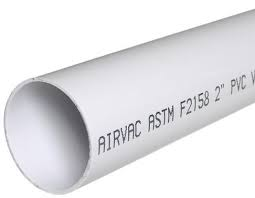 AIRVAC ASTM F2158 2" PVC V